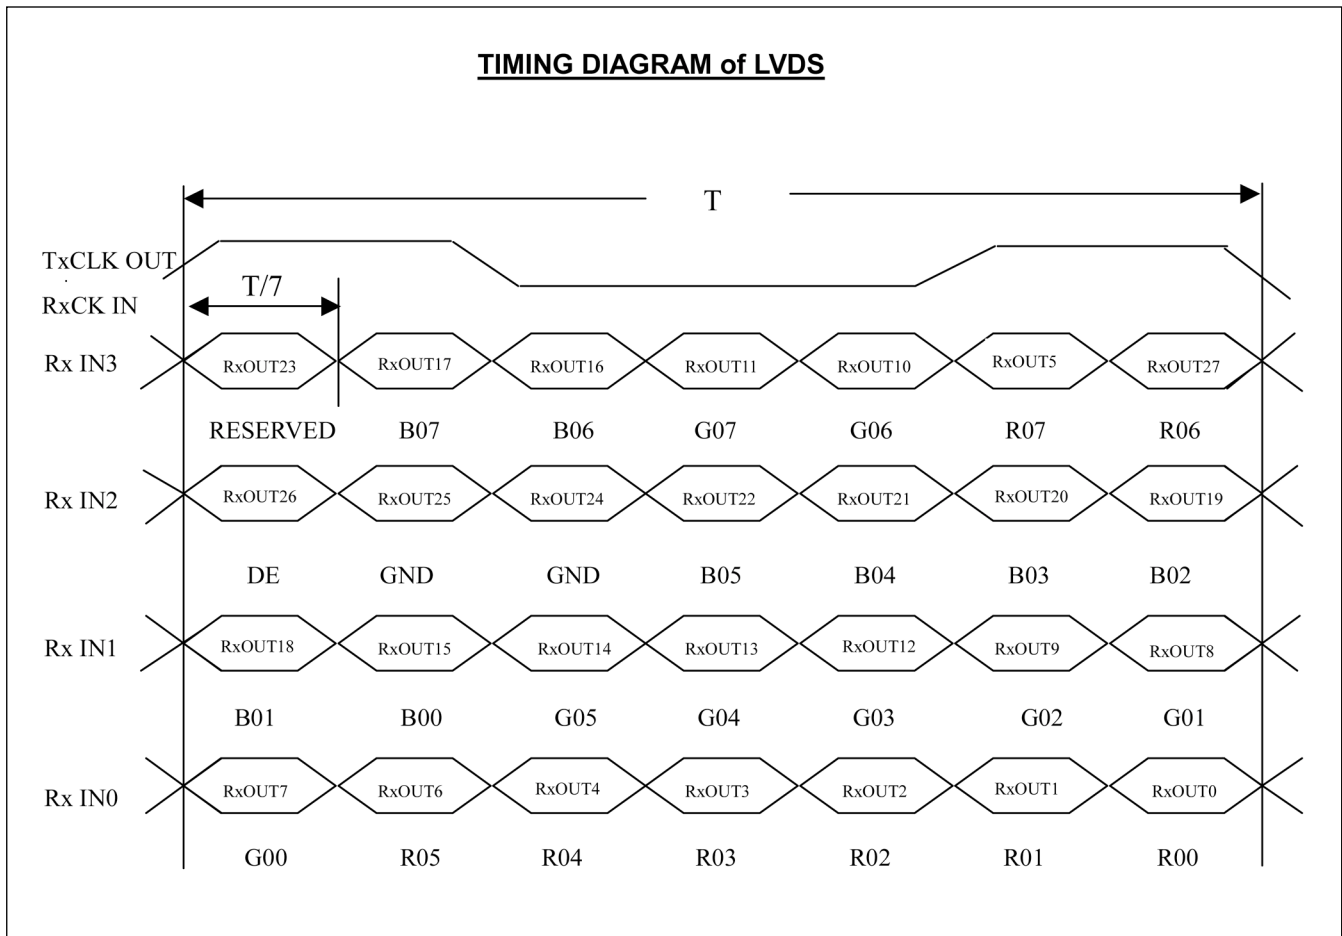 TIMING DIAGRAM of LVDS
T
TxCLK OUT
T/7
RxCK IN
Rx IN3 RxOUT23 RxOUT17 RxOUT16 RxOUT11 RxOUT10 RxOUT5 RxOUT27
RESERVED B07 B06 G07 G06 R07 R06
Rx IN2 RxOUT26 RxOUT25 RxOUT24 RxOUT22 RxOUT21 RxOUT20 RxOUT19
DE GND GND B05 B04 B03 B02
Rx IN1 RxOUT18 RxOUT15 RxOUT14 RxOUT13 RxOUT12 RxOUT9 RxOUT8
B01 B00 G05 G04 G03 G02 G01
Rx IN0 RxOUT7 RxOUT6 RxOUT4 RxOUT3 RxOUT2 RxOUT1 RxOUT0
G00 R05 R04 R03 R02 R01 R00